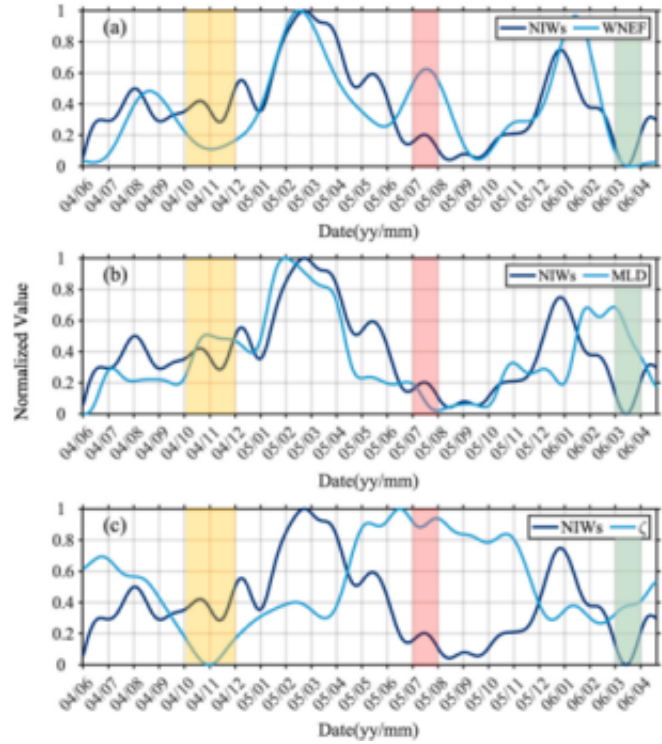 (a)
NIWs WNEF
1
0.8
0.6
0.4
0.2
0
04/06 04/07 04/08 04/09 04/10 04/11 04/12 05/01 05/02 05/03 05/04 05/05 05/06 05/07 05/08 05/09 05/10 05/11 05/12 06/01 06/02 06/03 06/04
Date(yy/mm)
Normalized Value
(b)
NIWs MLD
1
0.8
0.6
0.4
0.2
0
04/06 04/07 04/08 04/09 04/10 04/11 04/12 05/01 05/02 05/03 05/04 05/05 05/06 05/07 05/08 05/09 05/10 05/11 05/12 06/01 06/02 06/03 06/04
Date(yy/mm)
(c)
NIWs ζ
1
0.8
0.6
0.4
0.2
0
04/06 04/07 04/08 04/09 04/10 04/11 04/12 05/01 05/02 05/03 05/04 05/05 05/06 05/07 05/08 05/09 05/10 05/11 05/12 06/01 06/02 06/03 06/04
Date(yy/mm)